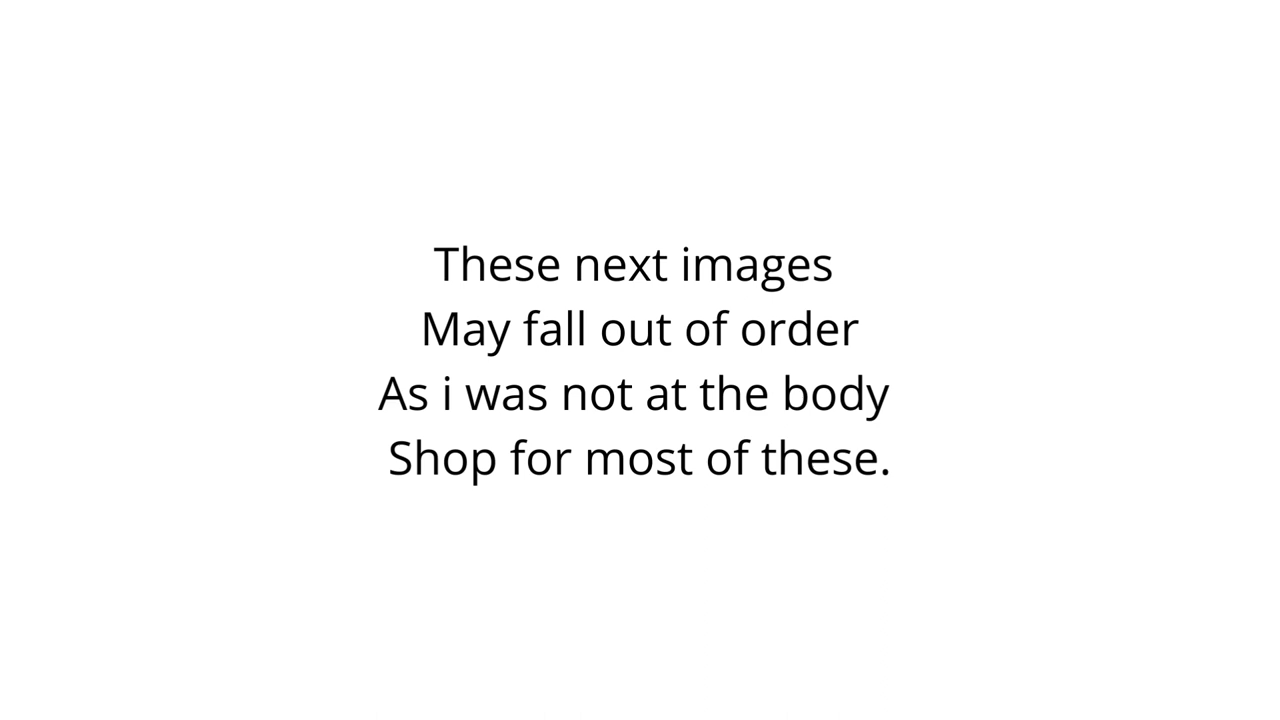 These next images
May fall out of order
As i was not at the body
Shop for most of these.